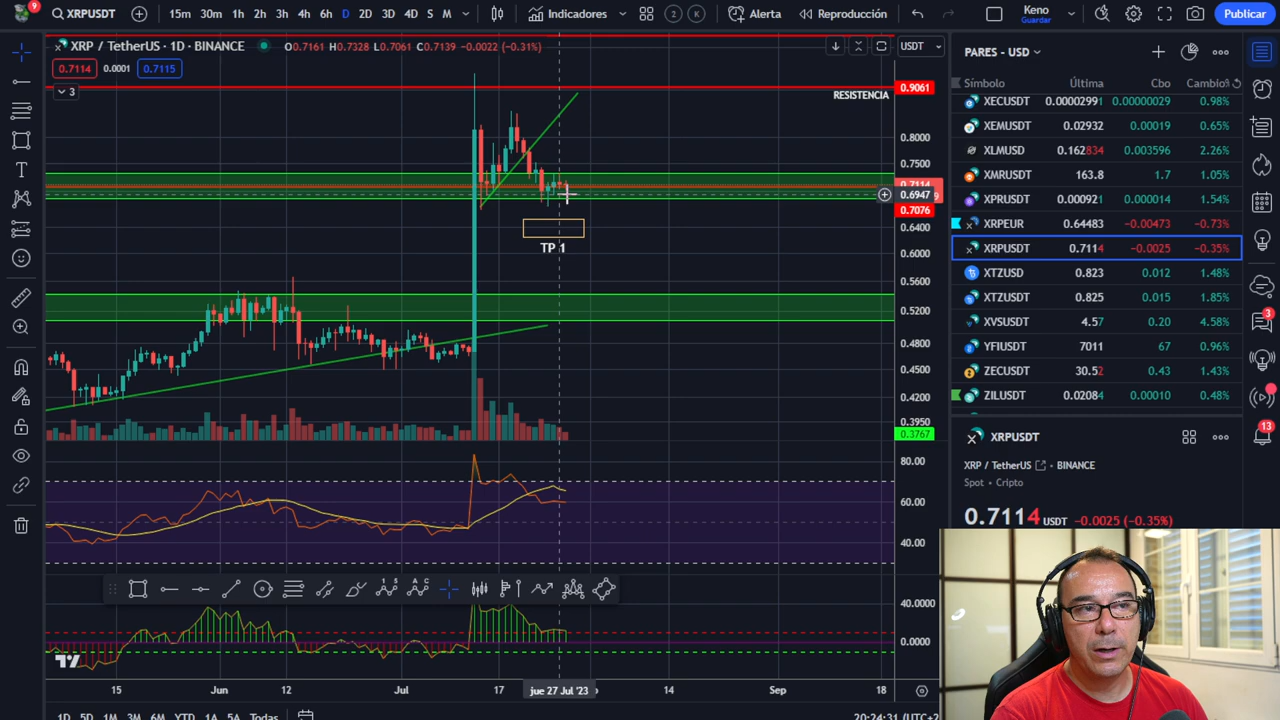 9
XRPUSDT
15m 30m 1h 2h 3h 4h 6h D 2D 3D 4D S M
Indicadores
2 K
Alerta
Reproducción
Keno
Guardar
Publicar
XRP / TetherUS · 1D · BINANCE
O0.7161 H0.7328 L0.7061 C0.7139 -0.0022 (-0.31%)
USDT
0.7114 0.0001 0.7115
3
RESISTENCIA
TP 1
0.9061
0.8000
0.7500
0.7114
0.6947
0.7076
0.6400
0.6000
0.5600
0.5200
0.4800
0.4500
0.4200
0.3950
0.3767
80.00
60.00
40.00
40.0000
0.0000
15 Jun 12 Jul 17 jue 27 Jul '23 14 Sep 18
20:24:31 (UTC+2
1D 5D 1M 3M 6M YTD 1A 5A Todas
PARES - USD
Símbolo Última Cbo Cambio%
XECUSDT 0.00002991 0.00000029 0.98%
XEMUSDT 0.02932 0.00019 0.65%
XLMUSD 0.162834 0.003596 2.26%
XMRUSDT 163.8 1.7 1.05%
XPRUSDT 0.000921 0.000014 1.54%
XRPEUR 0.64483 -0.00473 -0.73%
XRPUSDT 0.7114 -0.0025 -0.35%
XTZUSD 0.823 0.012 1.48%
XTZUSDT 0.825 0.015 1.85%
XVSUSDT 4.57 0.20 4.58%
YFIUSDT 7011 67 0.96%
ZECUSDT 30.52 0.43 1.43%
ZILUSDT 0.02084 0.00010 0.48%
XRPUSDT
XRP / TetherUS BINANCE
Spot • Cripto
0.7114 USDT -0.0025 (-0.35%)
3
13